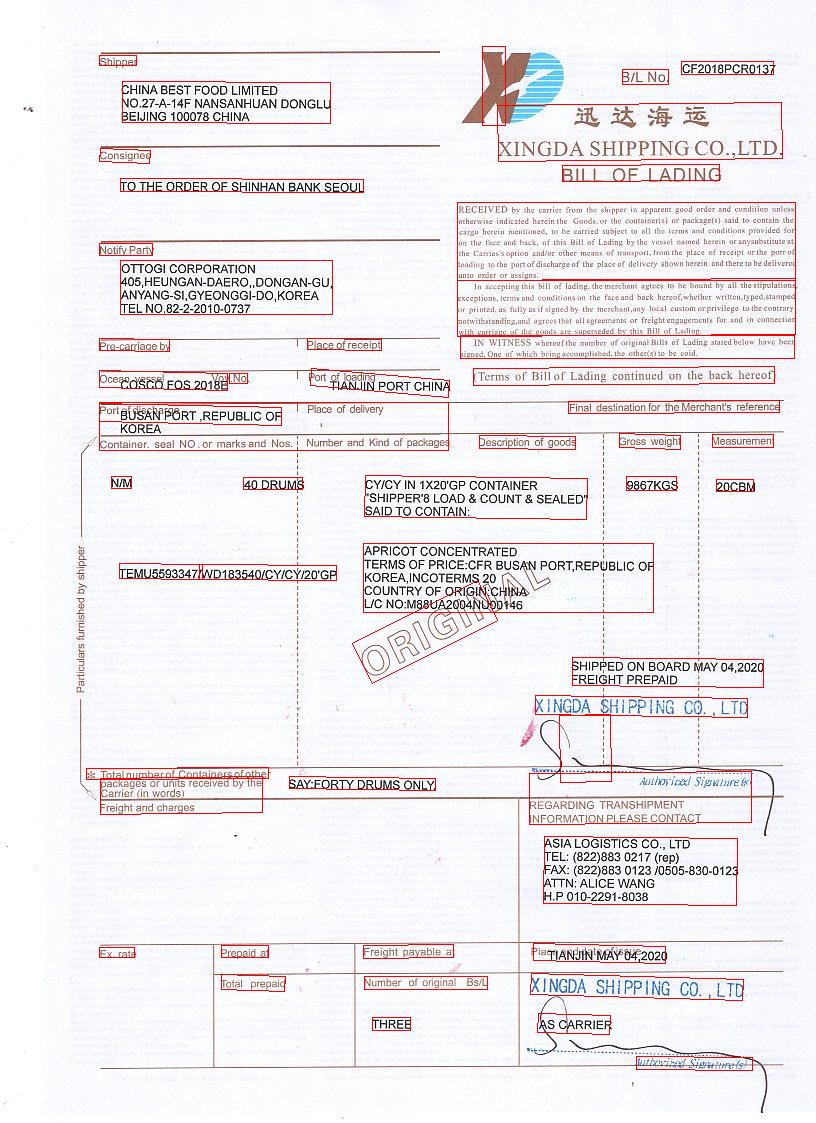 Shipper
B/L No.
CF2018PCR0137
CHINA BEST FOOD LIMITED
NO.27-A-14F NANSANHUAN DONGLU
BEIJING 100078 CHINA
迅达海运
XINGDA SHIPPING CO.,LTD.
BILL OF LADING
Consigned
TO THE ORDER OF SHINHAN BANK SEOUL
RECEIVED by the carrier from the shipper in apparent good order and condition unless
otherwise indicated herein the Goods, or the container(s) or package(s) said to contain the
cargo herein mentioned, to be carried subject to all the terms and conditions provided for
on the face and back, of this Bill of Lading by the vessel named herein or anysubstitute at
the Carries's option and/or other means of transport, from the place of receipt or the port of
loading to the port of discharge of the place of delivery shown herein and there to be delivered
unto order or assigns.
In accepting this bill of lading, the merchant agtees to be bound by all the stipulations,
exceptions, terms and conditions on the face and back hereof,whether written,typed,stamped
or printed, as fully as if signed by the merchant,any local custom or privilege to the contrary
notwithstanding,and agrees that all agreements or freight engagements for and in connection
with carriage of the goods are superseded by this Bill of Lading.
IN WITNESS whereof the number of original Bills of Lading stated below have been
signed, One of which being accomplished, the other(s) to be coid.
(Terms of Bill of Lading continued on the back hereof
Notify Party
OTTOGI CORPORATION
405,HEUNGAN-DAERO,,DONGAN-GU,
ANYANG-SI,GYEONGGI-DO,KOREA
TEL NO.82-2-2010-0737
Pre-carriage by
Place of receipt
Ocean vessel Voy.No.
COSCO FOS 2018E
Port of loading
TIANJIN PORT CHINA
Port of discharge
BUSAN PORT ,REPUBLIC OF
KOREA
Place of delivery
Final destination for the Merchant's reference
Container. seal NO. or marks and Nos.
Number and Kind of packages
Description of goods
Gross weight
Measurement
N/M
40 DRUMS
CY/CY IN 1X20'GP CONTAINER
"SHIPPER'8 LOAD & COUNT & SEALED"
SAID TO CONTAIN:
9867KGS
20CBM
TEMU5593347/WD183540/CY/CY/20'GP
APRICOT CONCENTRATED
TERMS OF PRICE:CFR BUSAN PORT,REPUBLIC OF
KOREA,INCOTERMS 20
COUNTRY OF ORIGIN:CHINA
L/C NO:M88UA2004NU00146
ORIGINAL
Particulars furnished by shipper
SHIPPED ON BOARD MAY 04,2020
FREIGHT PREPAID
XINGDA SHIPPING CO.,LTD
Authorized Signature(s)
* Total number of Containers of other
packages or units received by the
Carrier (in words)
SAY:FORTY DRUMS ONLY.
Freight and charges
REGARDING TRANSHIPMENT
INFORMATION PLEASE CONTACT
ASIA LOGISTICS CO., LTD
TEL: (822)883 0217 (rep)
FAX: (822)883 0123 /0505-830-0123
ATTN: ALICE WANG
H.P 010-2291-8038
Ex. rate
Prepaid at
Freight payable at
Place and date of issue
TIANJIN MAY 04,2020
Total prepaid
Number of original Bs/L
THREE
XINGDA SHIPPING CO.,LTD
AS CARRIER
Authorized Signature(s)